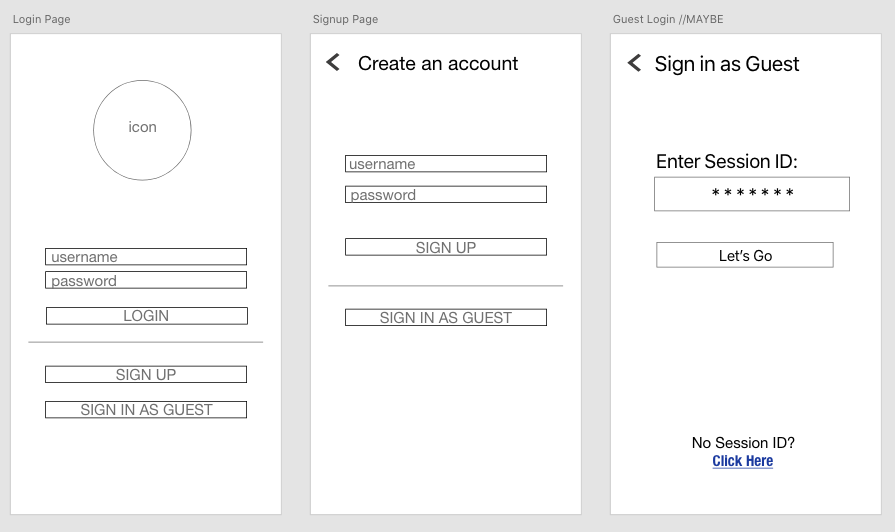 Login Page
icon
username
password
LOGIN
SIGN UP
SIGN IN AS GUEST
Signup Page
< Create an account
username
password
SIGN UP
SIGN IN AS GUEST
Guest Login //MAYBE
< Sign in as Guest
Enter Session ID:
*******
Let's Go
No Session ID?
Click Here